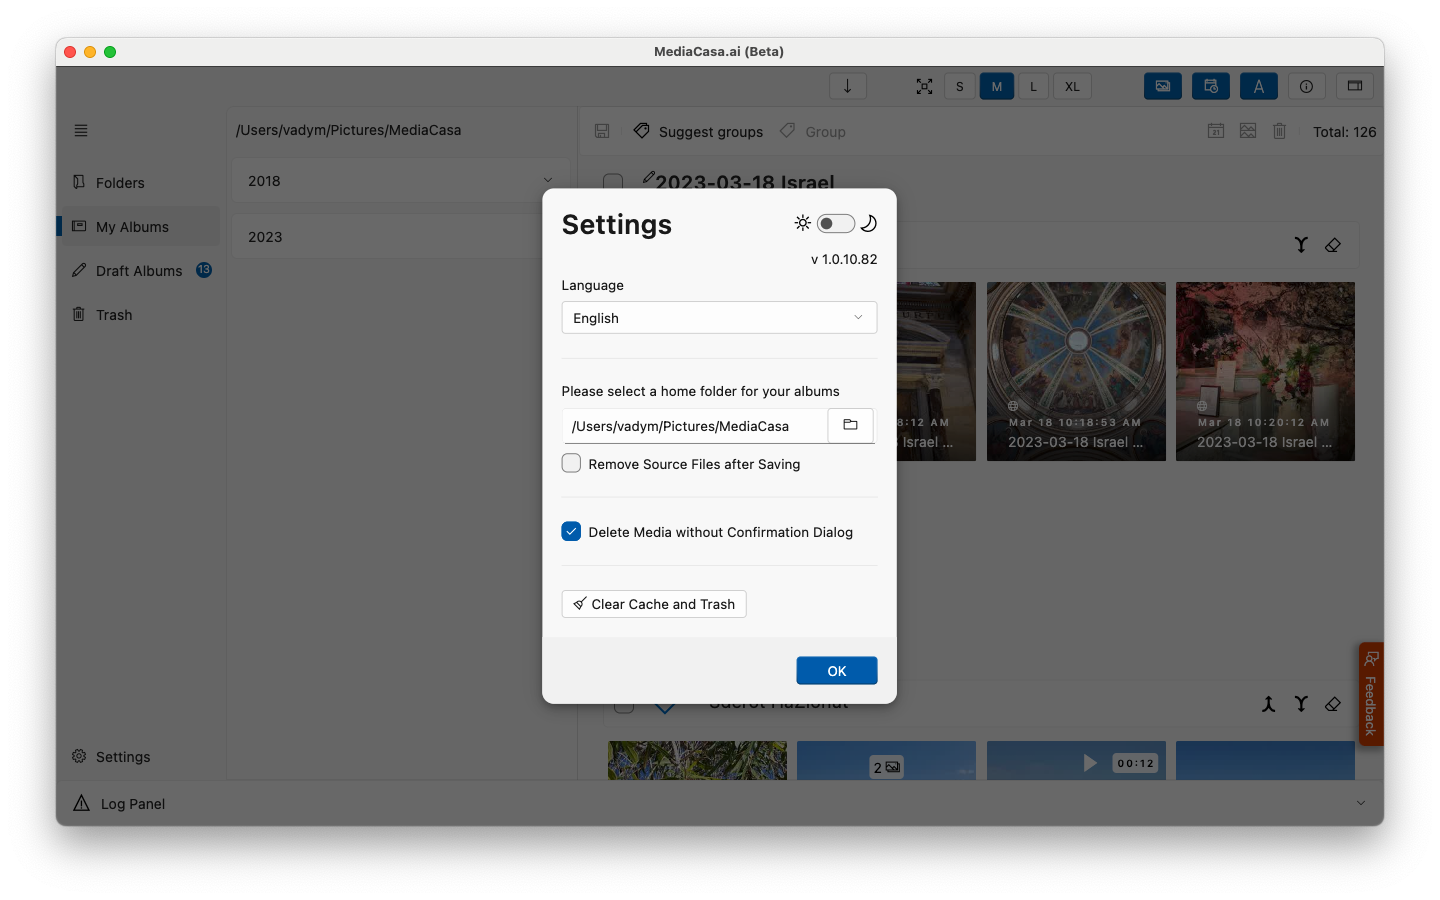 MediaCasa.ai (Beta)
S M L XL A
/Users/vadym/Pictures/MediaCasa
Suggest groups Group
21
Total: 126
Folders
My Albums
Draft Albums 13
Trash
2018
2023
2023-03-18 Israel
Settings
v 1.0.10.82
Language
English
Please select a home folder for your albums
/Users/vadym/Pictures/MediaCasa
Remove Source Files after Saving
Delete Media without Confirmation Dialog
Clear Cache and Trash
OK
8:12 AM
Israel ...
Mar 18 10:18:53 AM
2023-03-18 Israel ...
Mar 18 10:20:12 AM
2023-03-18 Israel ...
Feedback
2
00:12
Settings
Log Panel